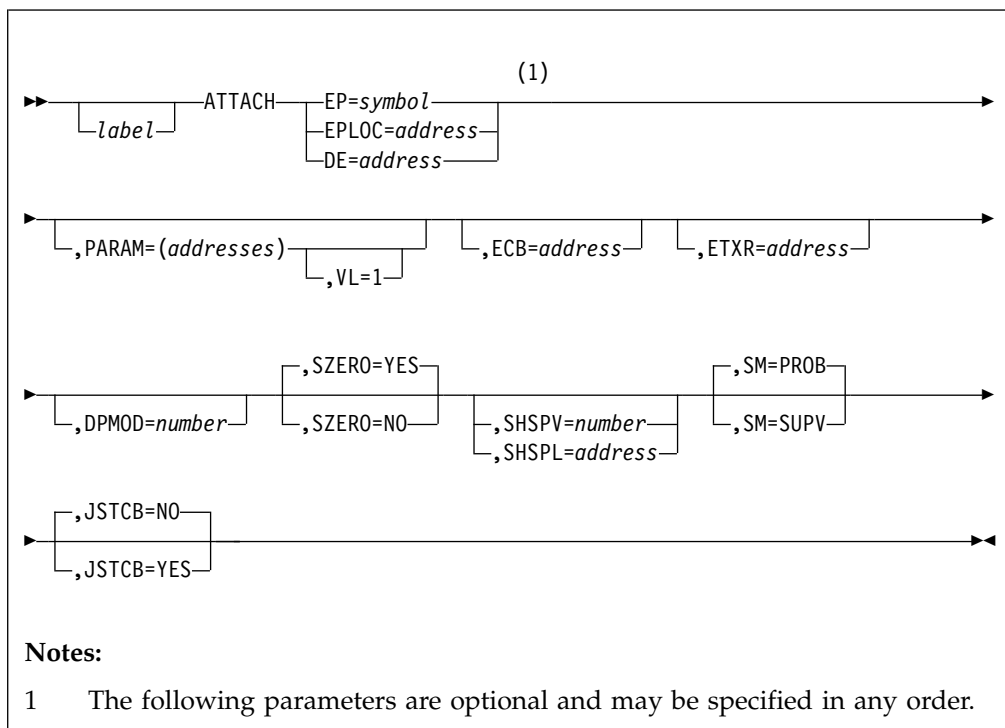 (1)
ATTACH EP=symbol
label EPLOC=address
DE=address
,PARAM=(addresses) ,ECB=address ,ETXR=address
,VL=1
,SZERO=YES ,SM=PROB
,DPMOD=number ,SZERO=NO ,SHSPV=number ,SM=SUPV
,SHSPL=address
,JSTCB=NO
,JSTCB=YES
Notes:
1 The following parameters are optional and may be specified in any order.